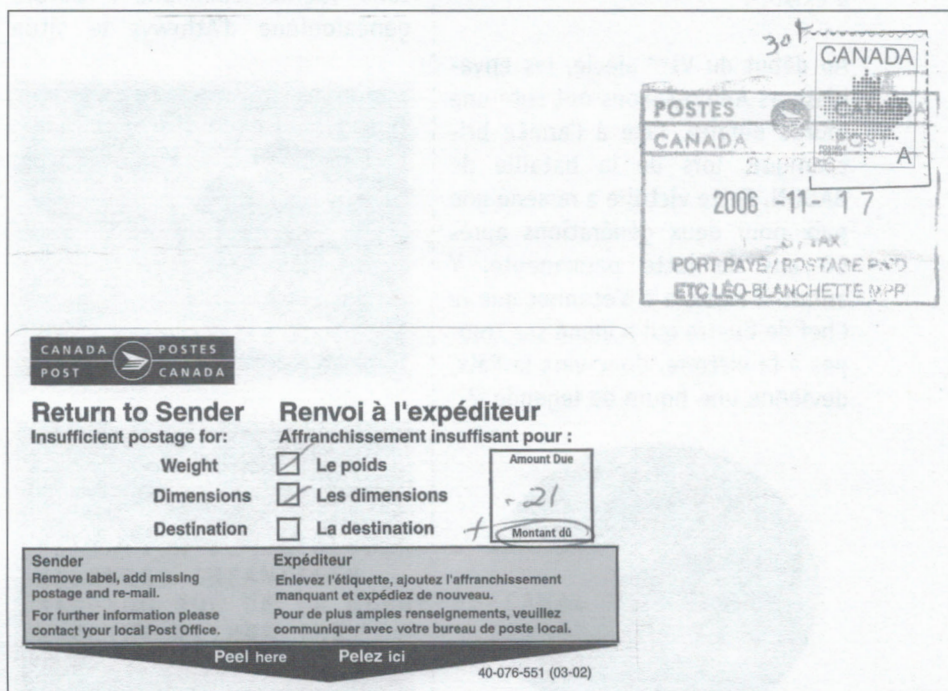 30¢
CANADA
POSTES
CANADA
A
2006 -11- 17
PORT PAYÉ / POSTAGE PAID
ETC LÉO-BLANCHETTE MPP
CANADA POSTES
POST CANADA
Return to Sender Renvoi à l'expéditeur
Insufficient postage for: Affranchissement insuffisant pour :
Weight Le poids
Dimensions Les dimensions
Destination La destination
Amount Due
.21
+ Montant dû
Sender
Remove label, add missing
postage and re-mail.
For further information please
contact your local Post Office.
Expéditeur
Enlevez l'étiquette, ajoutez l'affranchissement
manquant et expédiez de nouveau.
Pour de plus amples renseignements, veuillez
communiquer avec votre bureau de poste local.
Peel here Pelez ici
40-076-551 (03-02)